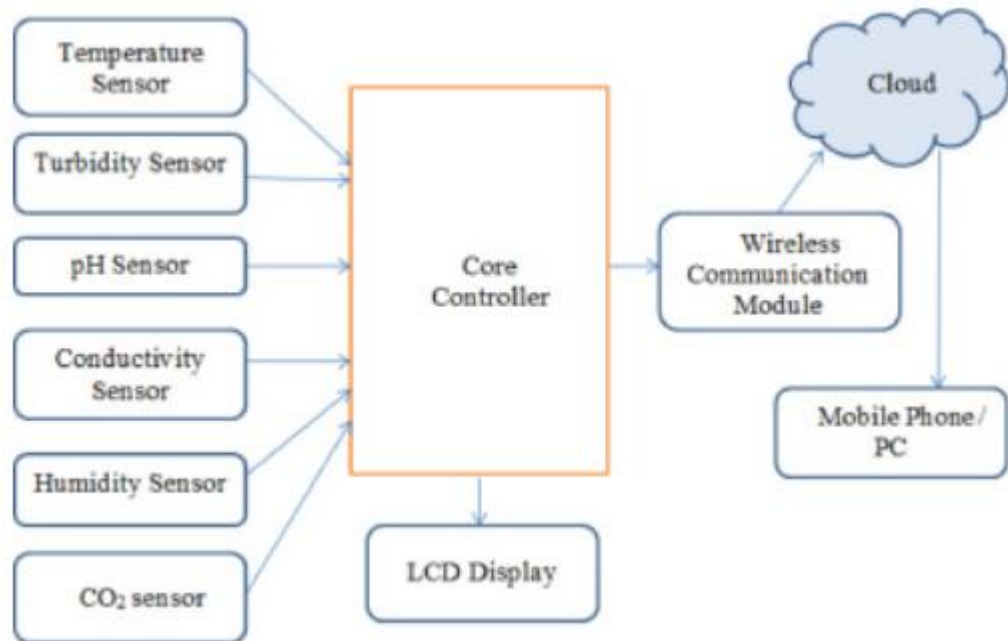 Temperature
Sensor
Turbidity Sensor
pH Sensor
Conductivity
Sensor
Humidity Sensor
CO₂ sensor
Core
Controller
LCD Display
Wireless
Communication
Module
Cloud
Mobile Phone /
PC